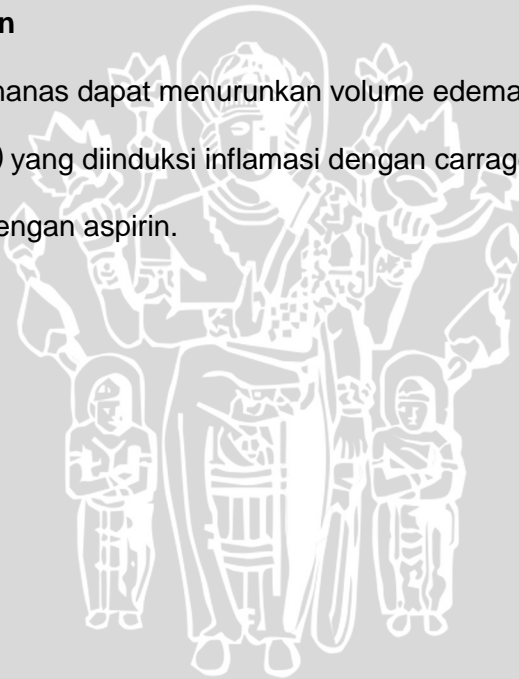 n
nanas dapat menurunkan volume edema
) yang diinduksi inflamasi dengan carrag
engan aspirin.